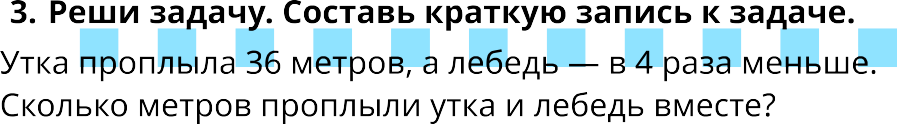 3. Реши задачу. Составь краткую запись к задаче.
Утка проплыла 36 метров, а лебедь — в 4 раза меньше.
Сколько метров проплыли утка и лебедь вместе?